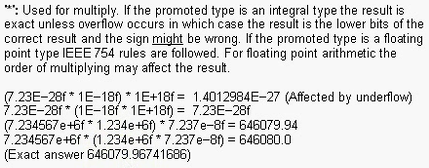 '*': Used for multiply. If the promoted type is an integral type the result is
exact unless overflow occurs in which case the result is the lower bits of the
correct result and the sign might be wrong. If the promoted type is a floating
point type IEEE 754 rules are followed. For floating point arithmetic the
order of multiplying may affect the result.
(7.23E-28f * 1E-18f) * 1E+18f = 1.4012984E-27 (Affected by underflow)
7.23E-28f * (1E-18f * 1E+18f) = 7.23E-28f
(7.234567e+6f * 1.234e+6f) * 7.237e-8f = 646079.94
7.234567e+6f * (1.234e+6f * 7.237e-8f) = 646080.0
(Exact answer 646079.96741686)